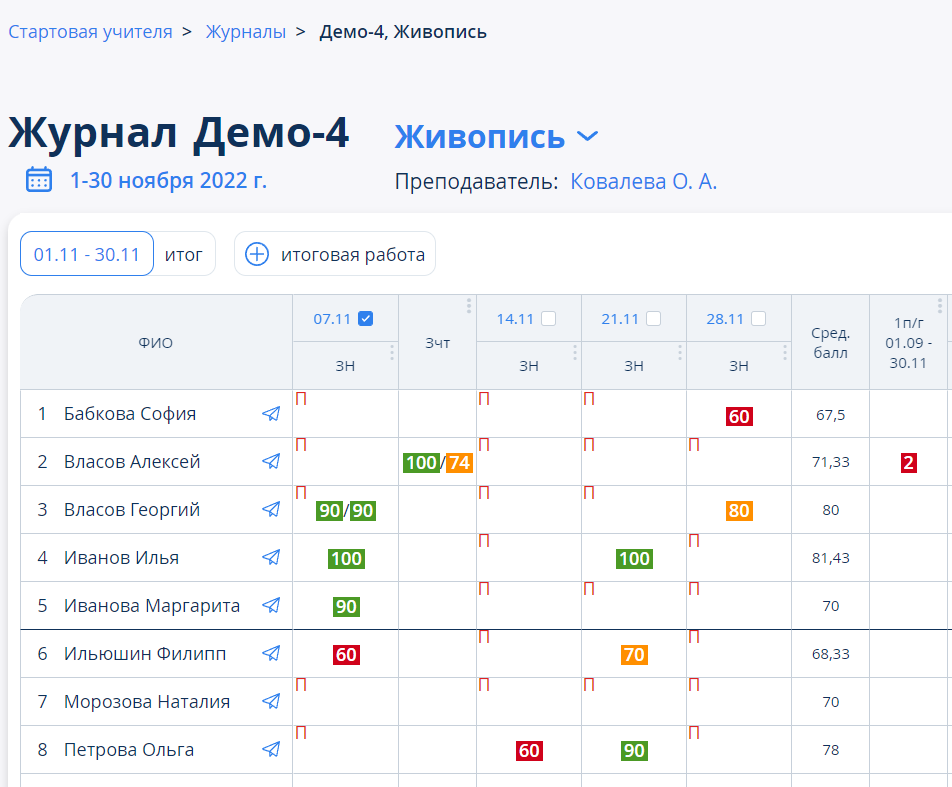 Стартовая учителя > Журналы > Демо-4, Живопись
Журнал Демо-4 Живопись
1-30 ноября 2022 г. Преподаватель: Ковалева О. А.
01.11 - 30.11 итог итоговая работа
ФИО 07.11 ЗН Зчт 14.11 ЗН 21.11 ЗН 28.11 ЗН Сред. балл 1п/г 01.09 - 30.11
1 Бабкова София П П П 60 67,5
2 Власов Алексей П 100/74 П П П 71,33 2
3 Власов Георгий П 90/90 П П 80 80
4 Иванов Илья 100 П 100 П 81,43
5 Иванова Маргарита 90 П П П 70
6 Ильюшин Филипп 60 П 70 П 68,33
7 Морозова Наталия П П П П 70
8 Петрова Ольга П 60 90 П 78